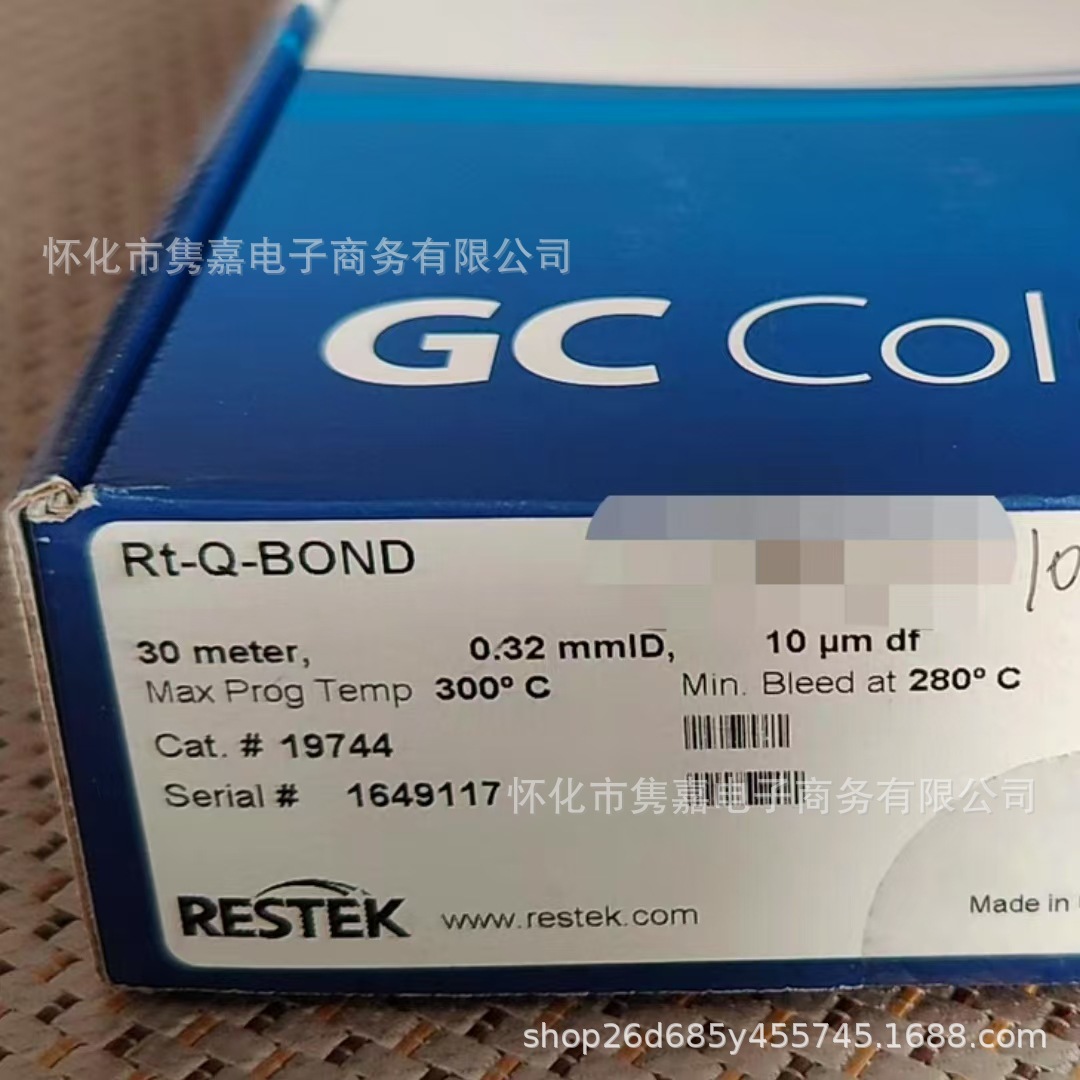 怀化市隽嘉电子商务有限公司
GC Col
Rt-Q-BOND
10
30 meter, 0.32 mmID, 10 µm df
Max Prog Temp 300º C Min. Bleed at 280º C
Cat. # 19744
Serial # 1649117
怀化市隽嘉电子商务有限公司
RESTEK www.restek.com
Made in
shop26d685y455745.1688.com